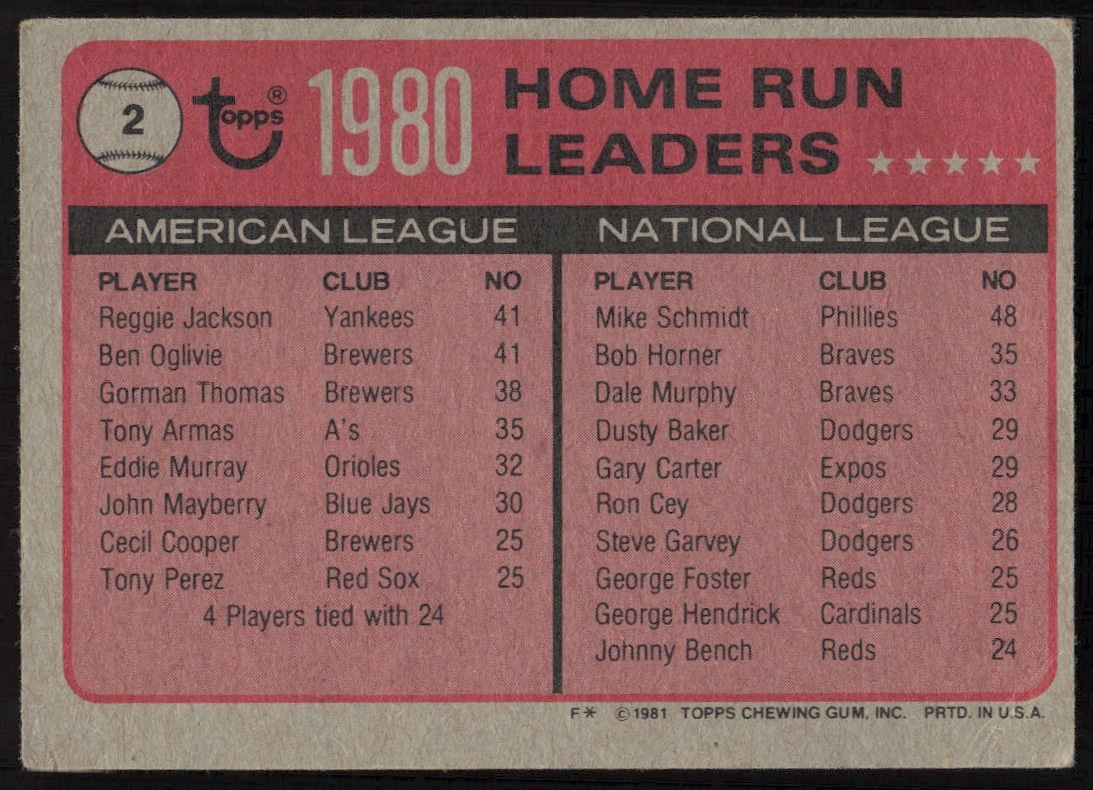 2 Topps® 1980 HOME RUN
LEADERS ★★★★★
AMERICAN LEAGUE
PLAYER CLUB NO
Reggie Jackson Yankees 41
Ben Oglivie Brewers 41
Gorman Thomas Brewers 38
Tony Armas A's 35
Eddie Murray Orioles 32
John Mayberry Blue Jays 30
Cecil Cooper Brewers 25
Tony Perez Red Sox 25
4 Players tied with 24
NATIONAL LEAGUE
PLAYER CLUB NO
Mike Schmidt Phillies 48
Bob Horner Braves 35
Dale Murphy Braves 33
Dusty Baker Dodgers 29
Gary Carter Expos 29
Ron Cey Dodgers 28
Steve Garvey Dodgers 26
George Foster Reds 25
George Hendrick Cardinals 25
Johnny Bench Reds 24
F* © 1981 TOPPS CHEWING GUM, INC. PRTD. IN U.S.A.